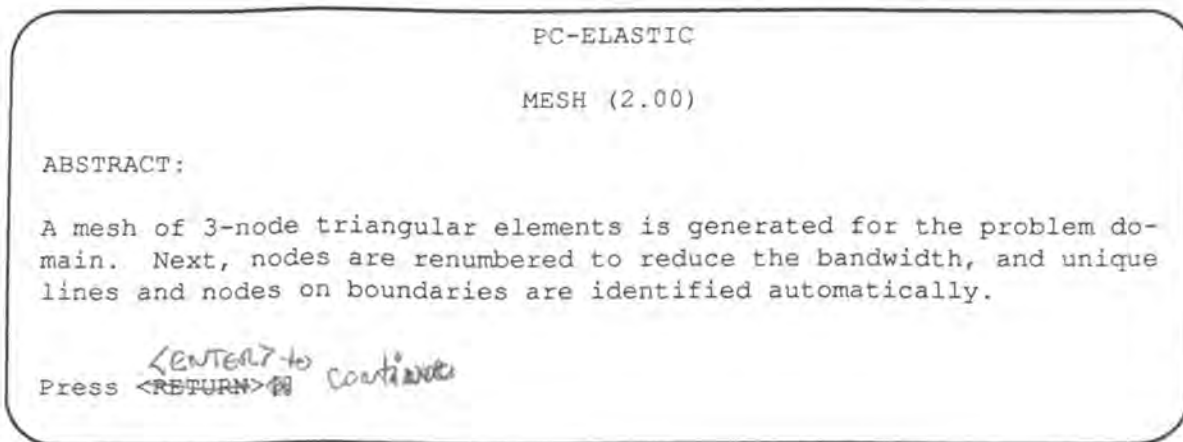 PC-ELASTIC
MESH (2.00)
ABSTRACT:
A mesh of 3-node triangular elements is generated for the problem do-
main. Next, nodes are renumbered to reduce the bandwidth, and unique
lines and nodes on boundaries are identified automatically.
<ENTER> to continue
Press <RETURN>